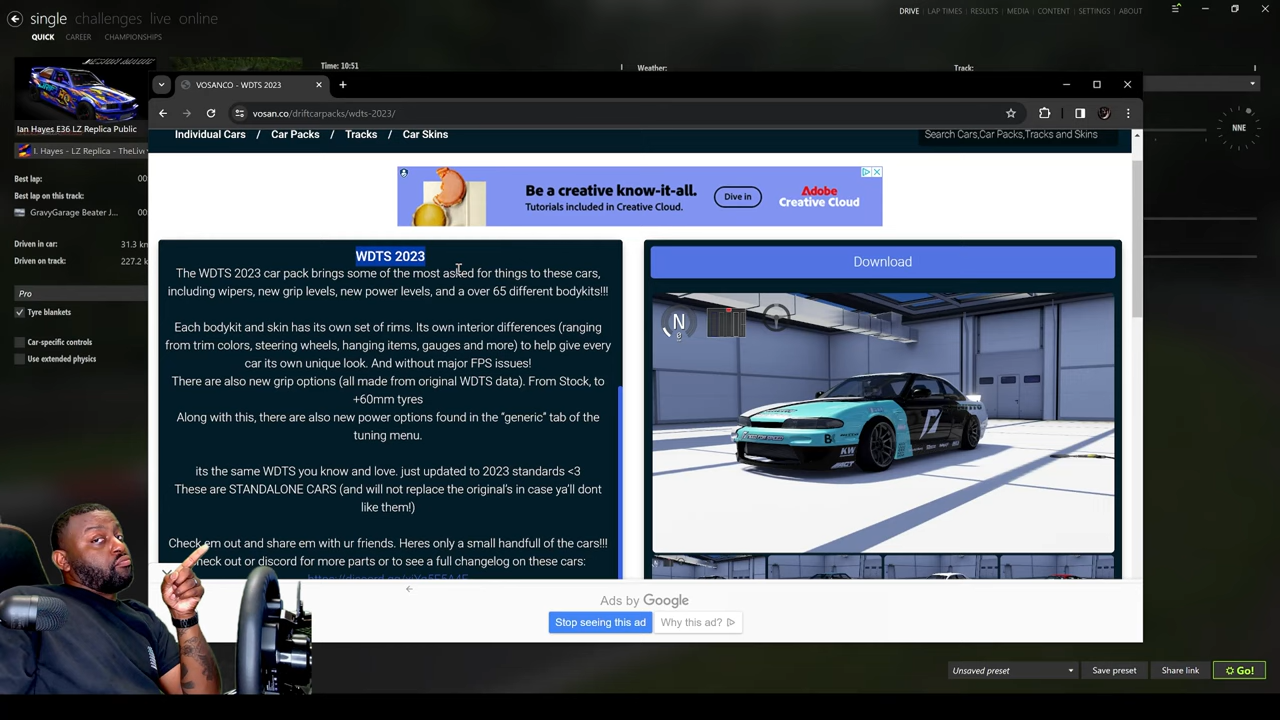 single challenges live online
DRIVE LAP TIMES RESULTS MEDIA CONTENT SETTINGS ABOUT
QUICK CAREER CHAMPIONSHIPS
Time: 10:51
Weather:
Track:
Ian Hayes E36 LZ Replica Public
I. Hayes - LZ Replica - TheLive
Best lap: 00:
Best lap on this track:
GravyGarage Beater J... 00:
Driven in car: 31.3 k
Driven on track: 227.2 k
Pro
Tyre blankets
Car-specific controls
Use extended physics
NNE
VOSANCO - WDTS 2023
vosan.co/driftcarpacks/wdts-2023/
Individual Cars / Car Packs / Tracks / Car Skins
Search Cars,Car Packs,Tracks and Skins
Be a creative know-it-all.
Tutorials included in Creative Cloud.
Dive in
Adobe
Creative Cloud
WDTS 2023
The WDTS 2023 car pack brings some of the most asked for things to these cars,
including wipers, new grip levels, new power levels, and a over 65 different bodykits!!!
Each bodykit and skin has its own set of rims. Its own interior differences (ranging
from trim colors, steering wheels, hanging items, gauges and more) to help give every
car its own unique look. And without major FPS issues!
There are also new grip options (all made from original WDTS data). From Stock, to
+60mm tyres
Along with this, there are also new power options found in the “generic” tab of the
tuning menu.
its the same WDTS you know and love. just updated to 2023 standards <3
These are STANDALONE CARS (and will not replace the original’s in case ya’ll dont
like them!)
Check em out and share em with ur friends. Heres only a small handfull of the cars!!!
heck out or discord for more parts or to see a full changelog on these cars:
Download
N
Ads by Google
Stop seeing this ad
Why this ad?
Unsaved preset
Save preset
Share link
Go!